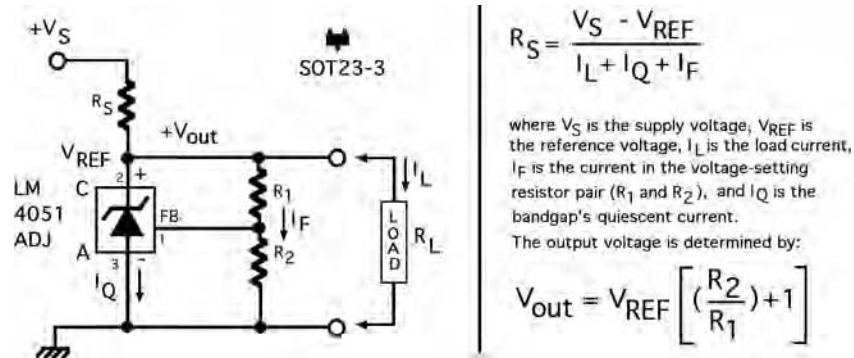 +VS
SOT23-3
RS
+Vout
VREF
2 +
C
LM
4051
ADJ
FB
1
A
3 -
IQ
R1
IF
R2
IL
LOAD
RL
RS = VS - VREF / IL + IQ + IF
where VS is the supply voltage, VREF is
the reference voltage, IL is the load current,
IF is the current in the voltage-setting
resistor pair (R1 and R2), and IQ is the
bandgap's quiescent current.
The output voltage is determined by:
Vout = VREF [(R2/R1)+1]